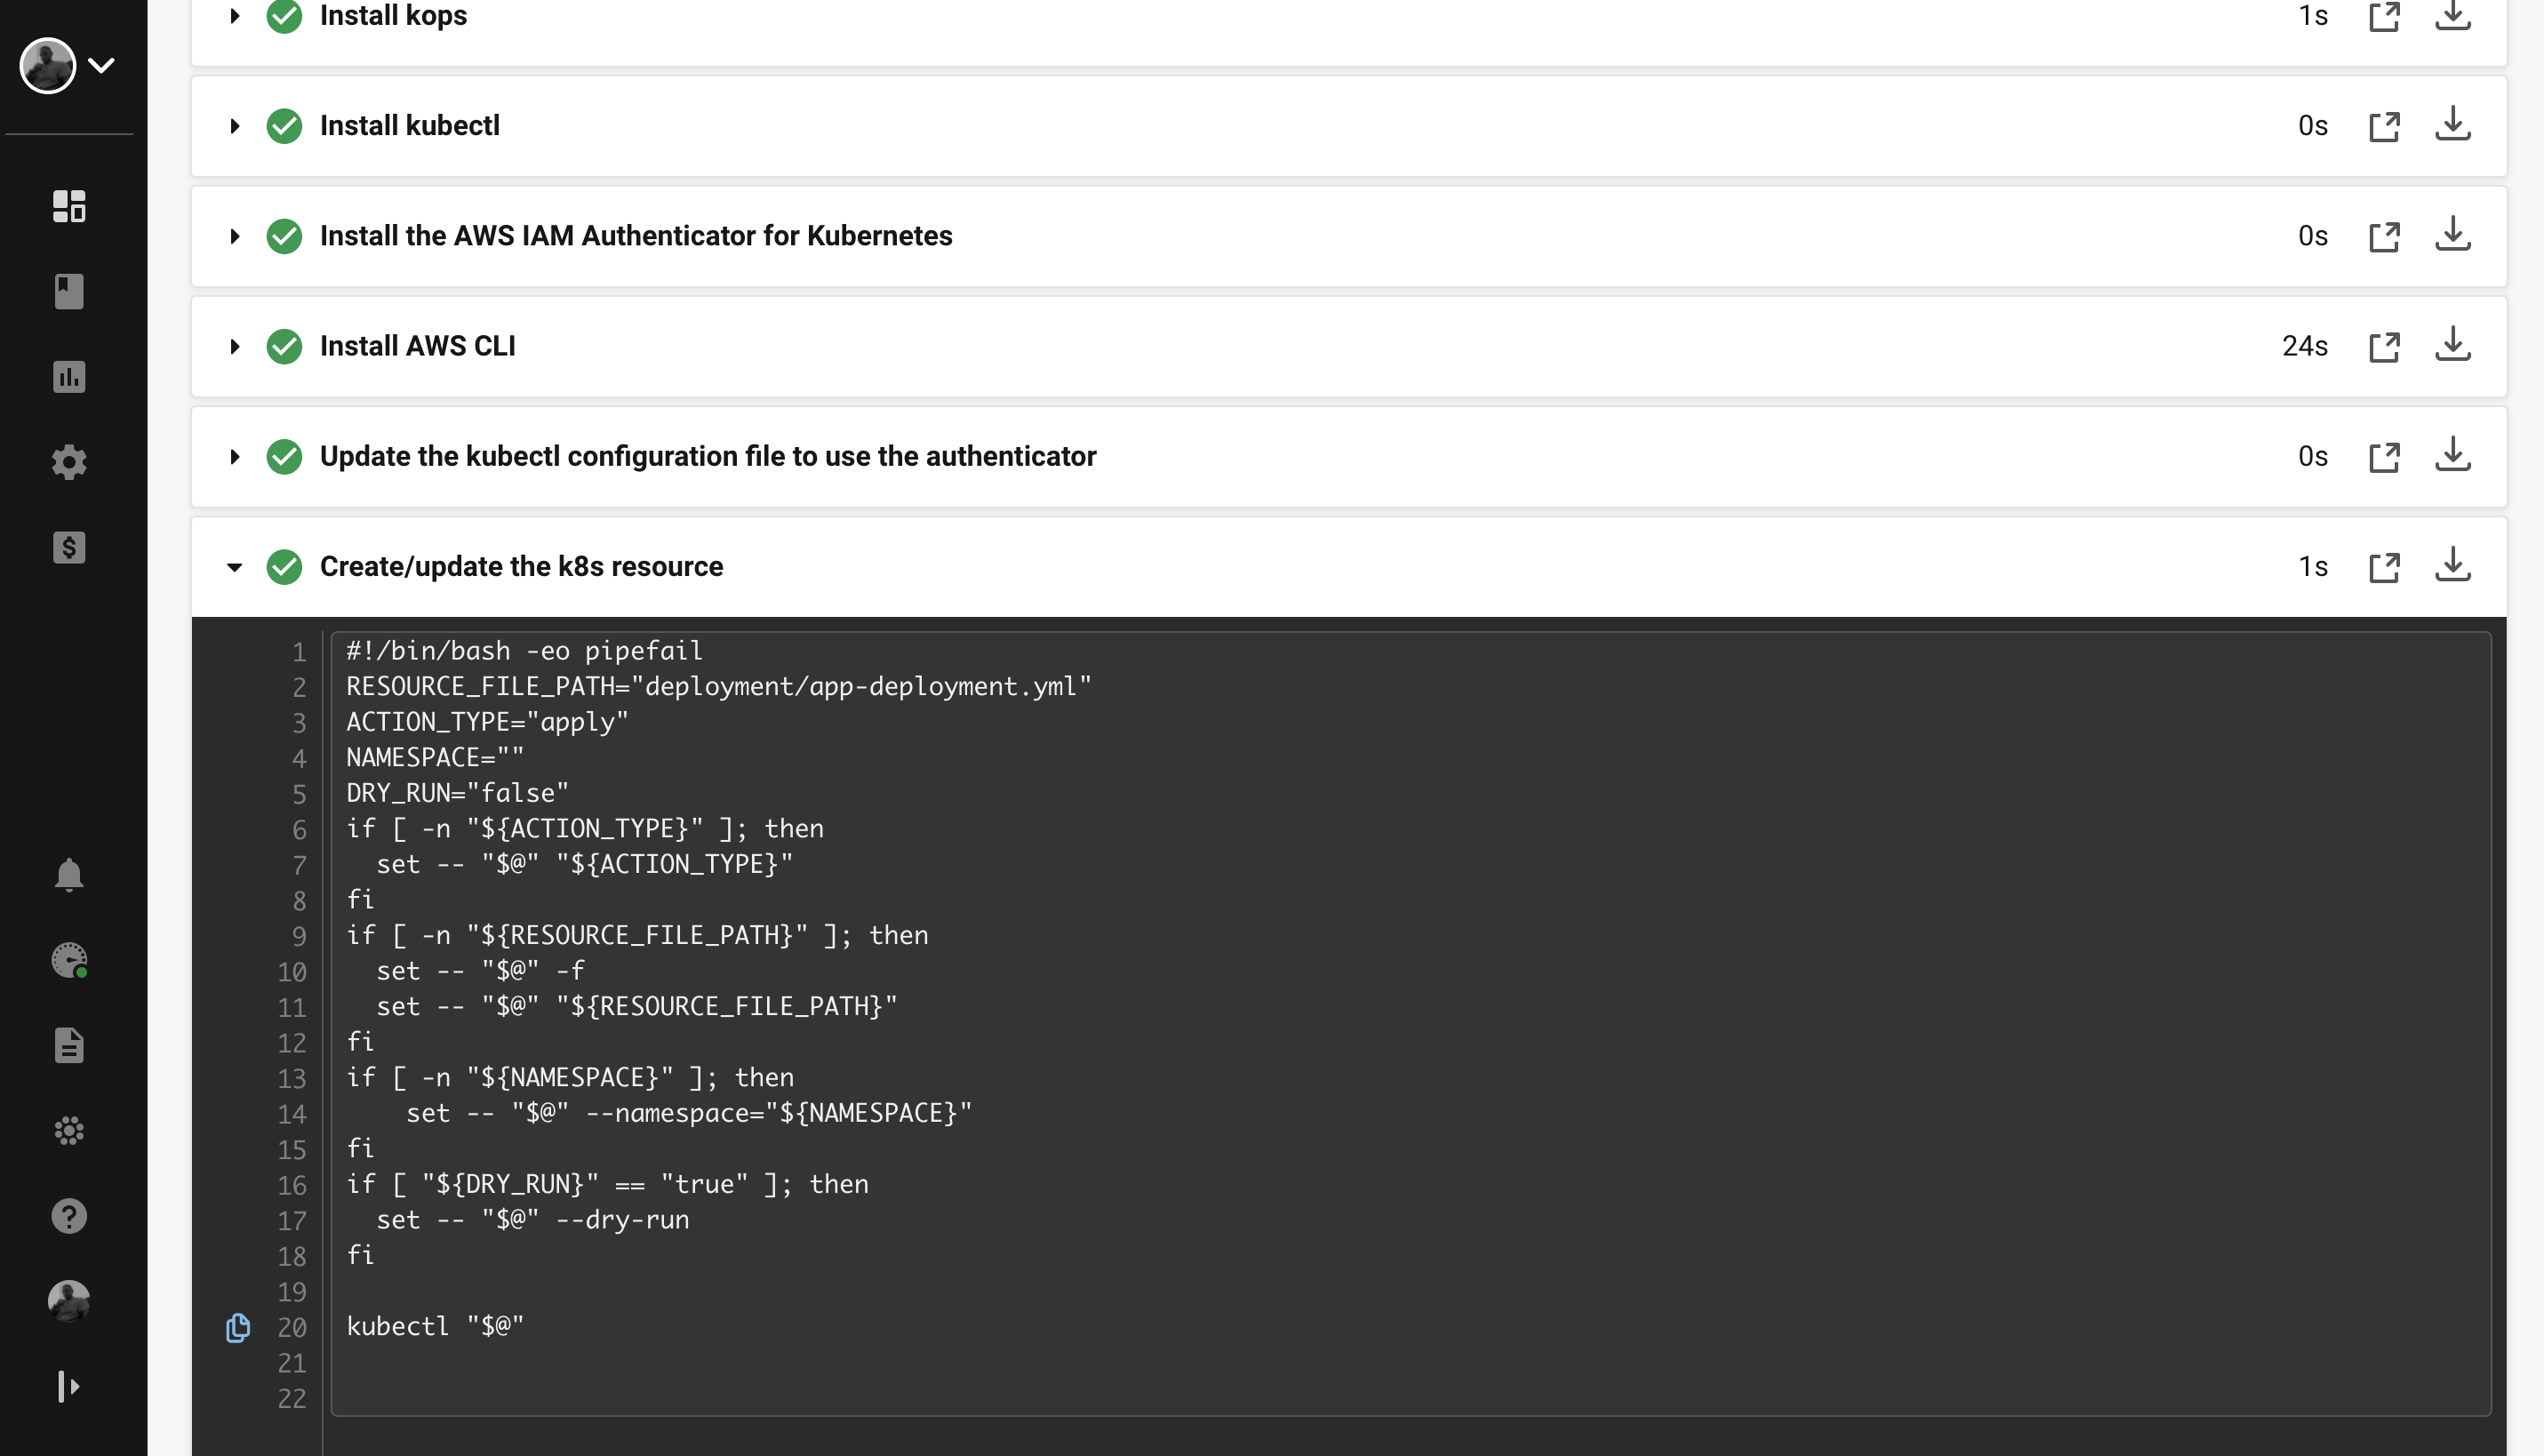 Install kops 1s
Install kubectl 0s
Install the AWS IAM Authenticator for Kubernetes 0s
Install AWS CLI 24s
Update the kubectl configuration file to use the authenticator 0s
Create/update the k8s resource 1s
1 #!/bin/bash -eo pipefail
2 RESOURCE_FILE_PATH="deployment/app-deployment.yml"
3 ACTION_TYPE="apply"
4 NAMESPACE=""
5 DRY_RUN="false"
6 if [ -n "${ACTION_TYPE}" ]; then
7   set -- "$@" "${ACTION_TYPE}"
8 fi
9 if [ -n "${RESOURCE_FILE_PATH}" ]; then
10   set -- "$@" -f
11   set -- "$@" "${RESOURCE_FILE_PATH}"
12 fi
13 if [ -n "${NAMESPACE}" ]; then
14     set -- "$@" --namespace="${NAMESPACE}"
15 fi
16 if [ "${DRY_RUN}" == "true" ]; then
17   set -- "$@" --dry-run
18 fi
19
20 kubectl "$@"
21
22